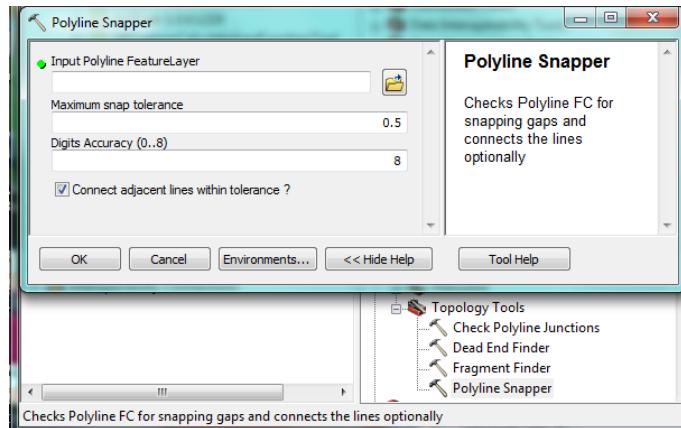 Polyline Snapper
Input Polyline FeatureLayer
Maximum snap tolerance
0.5
Digits Accuracy (0..8)
8
Connect adjacent lines within tolerance ?
Polyline Snapper
Checks Polyline FC for
snapping gaps and
connects the lines
optionally
OK
Cancel
Environments...
<< Hide Help
Tool Help
Topology Tools
Check Polyline Junctions
Dead End Finder
Fragment Finder
Polyline Snapper
Checks Polyline FC for snapping gaps and connects the lines optionally